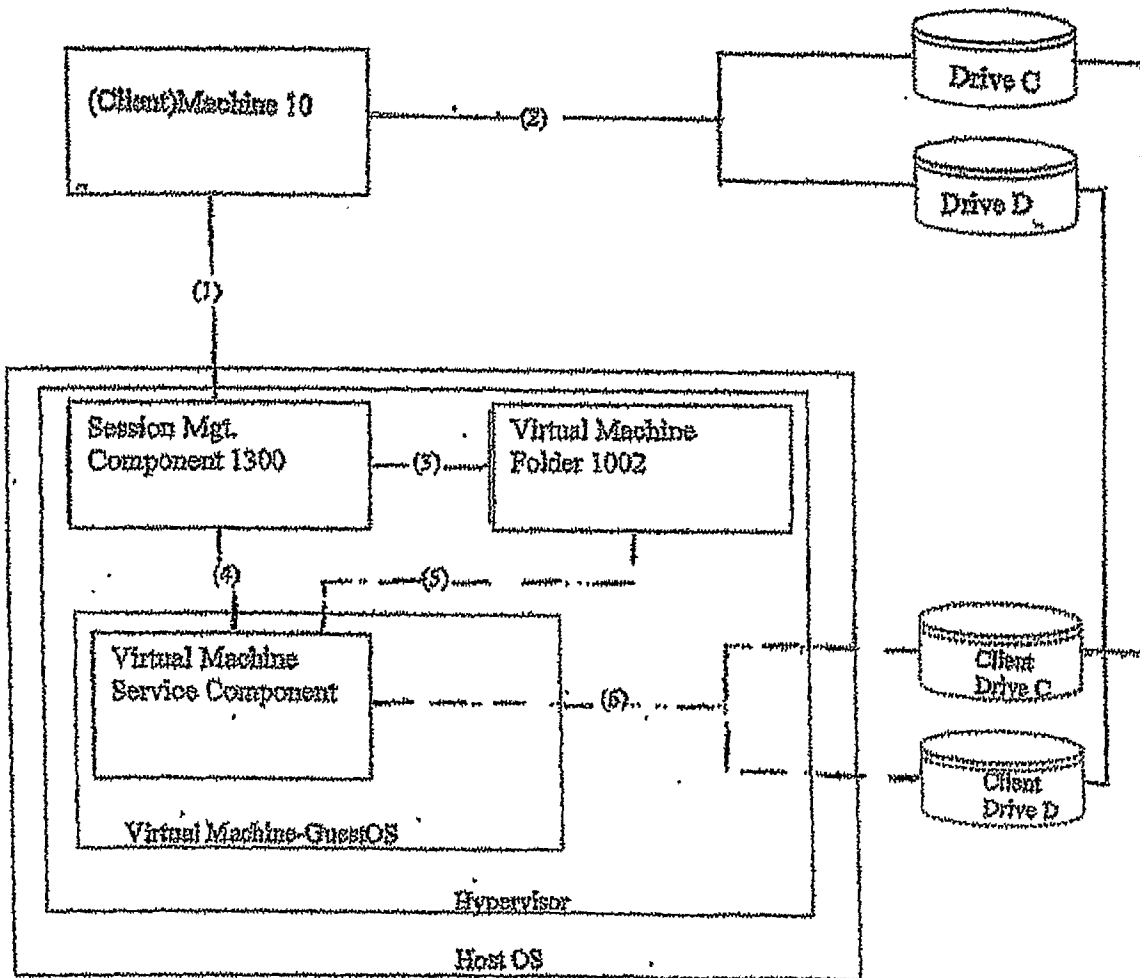 (Client)Machine 10
(2)
Drive C
Drive D
(1)
Session Mgt.
Component 1300
(3)
Virtual Machine
Folder 1002
(4)
(5)
Virtual Machine
Service Component
(6)
Client
Drive C
Client
Drive D
Virtual Machine-GuestOS
Hypervisor
Host OS